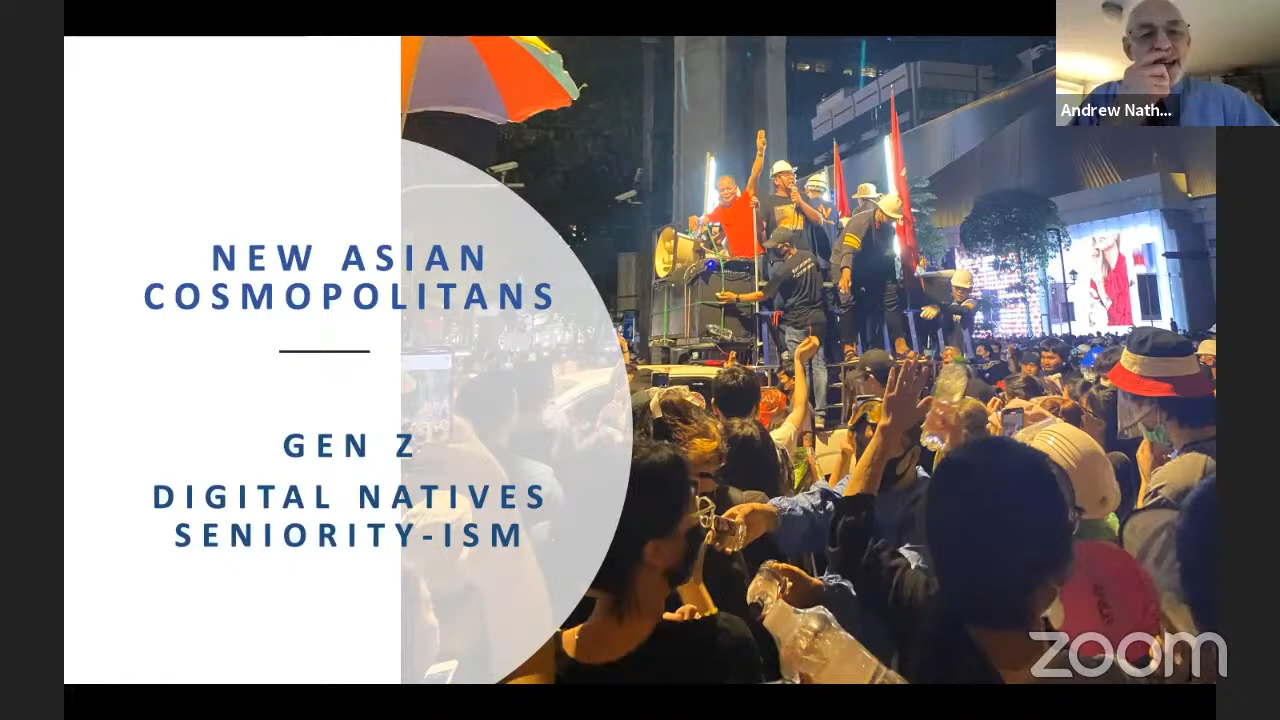 Andrew Nath...
NEW ASIAN
COSMOPOLITANS
GEN Z
DIGITAL NATIVES
SENIORITY-ISM
zoom